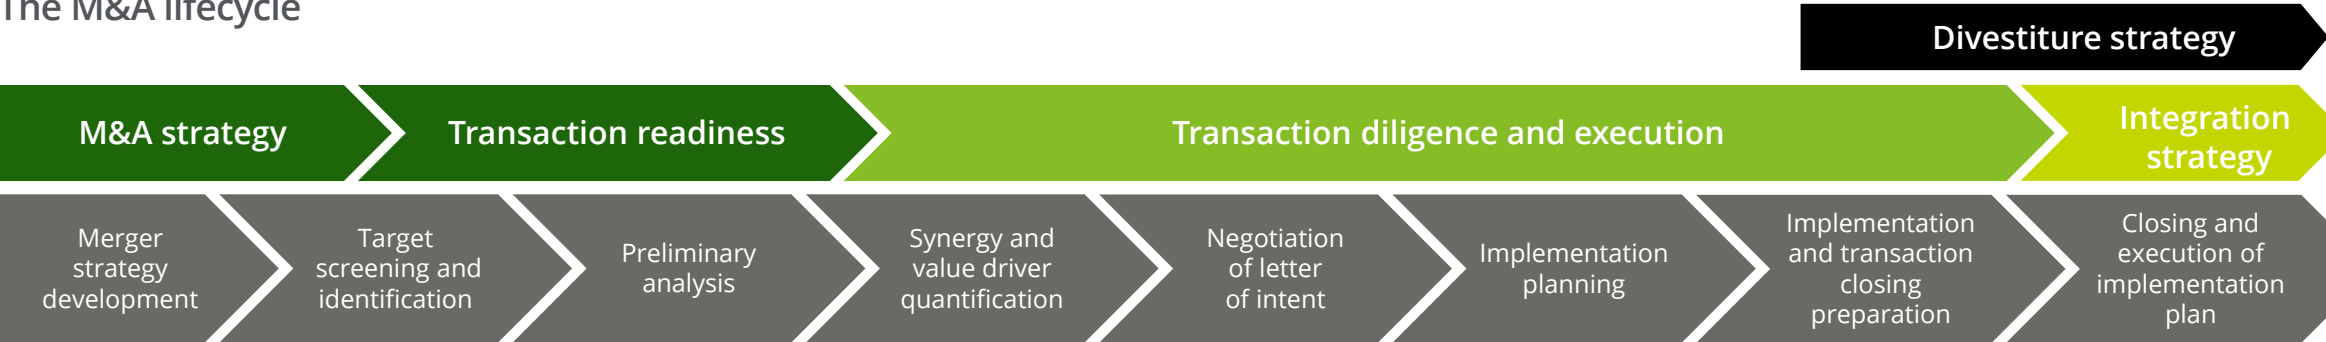 The M&A lifecycle
Divestiture strategy
M&A strategy
Transaction readiness
Transaction diligence and execution
Integration
strategy
Merger
strategy
development
Target
screening and
identification
Preliminary
analysis
Synergy and
value driver
quantification
Negotiation
of letter
of intent
Implementation
planning
Implementation
and transaction
closing
preparation
Closing and
execution of
implementation
plan